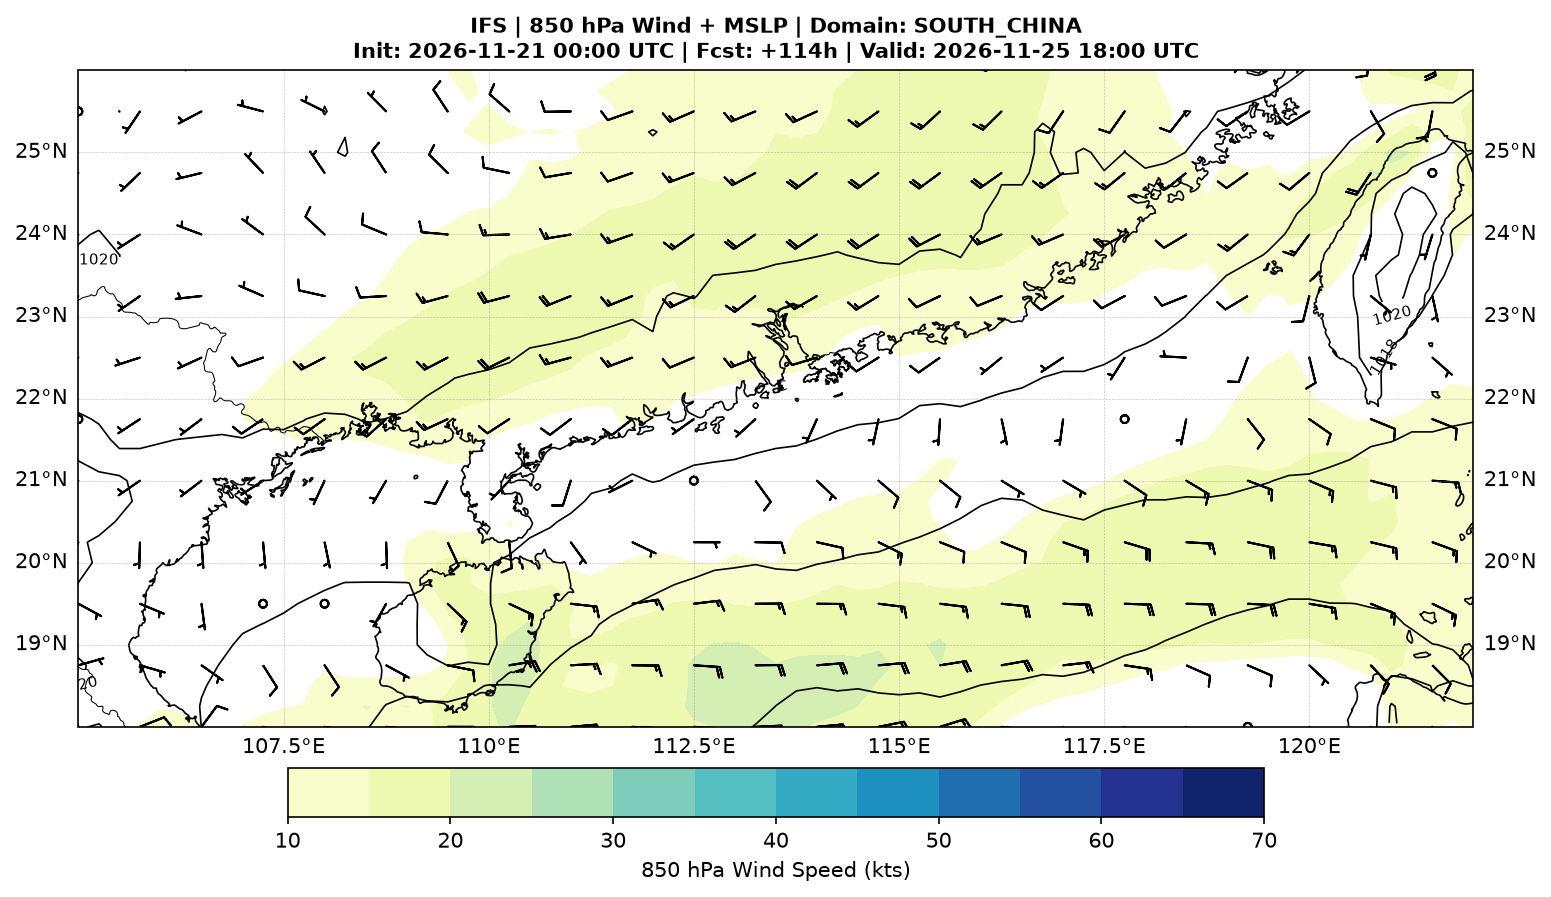 IFS | 850 hPa Wind + MSLP | Domain: SOUTH_CHINA
Init: 2026-11-21 00:00 UTC | Fcst: +114h | Valid: 2026-11-25 18:00 UTC
25°N 25°N
24°N 24°N
1020
23°N 1020 23°N
1018
22°N 22°N
21°N 21°N
20°N 20°N
19°N 19°N
20
107.5°E 110°E 112.5°E 115°E 117.5°E 120°E
10 20 30 40 50 60 70
850 hPa Wind Speed (kts)